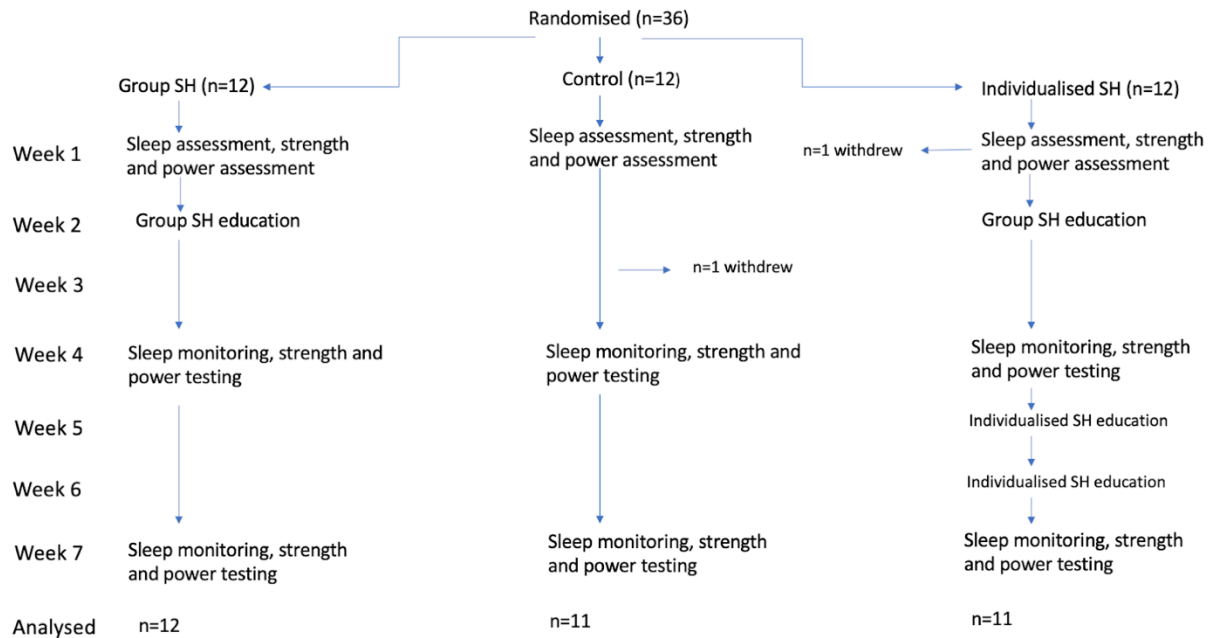 Randomised (n=36)
Group SH (n=12)
Control (n=12)
Individualised SH (n=12)
Week 1
Sleep assessment, strength
and power assessment
Sleep assessment, strength
and power assessment
n=1 withdrew
Sleep assessment, strength
and power assessment
Week 2
Group SH education
Group SH education
Week 3
n=1 withdrew
Week 4
Sleep monitoring, strength and
power testing
Sleep monitoring, strength and
power testing
Sleep monitoring, strength
and power testing
Week 5
Individualised SH education
Week 6
Individualised SH education
Week 7
Sleep monitoring, strength
and power testing
Sleep monitoring, strength
and power testing
Sleep monitoring, strength
and power testing
Analysed
n=12
n=11
n=11